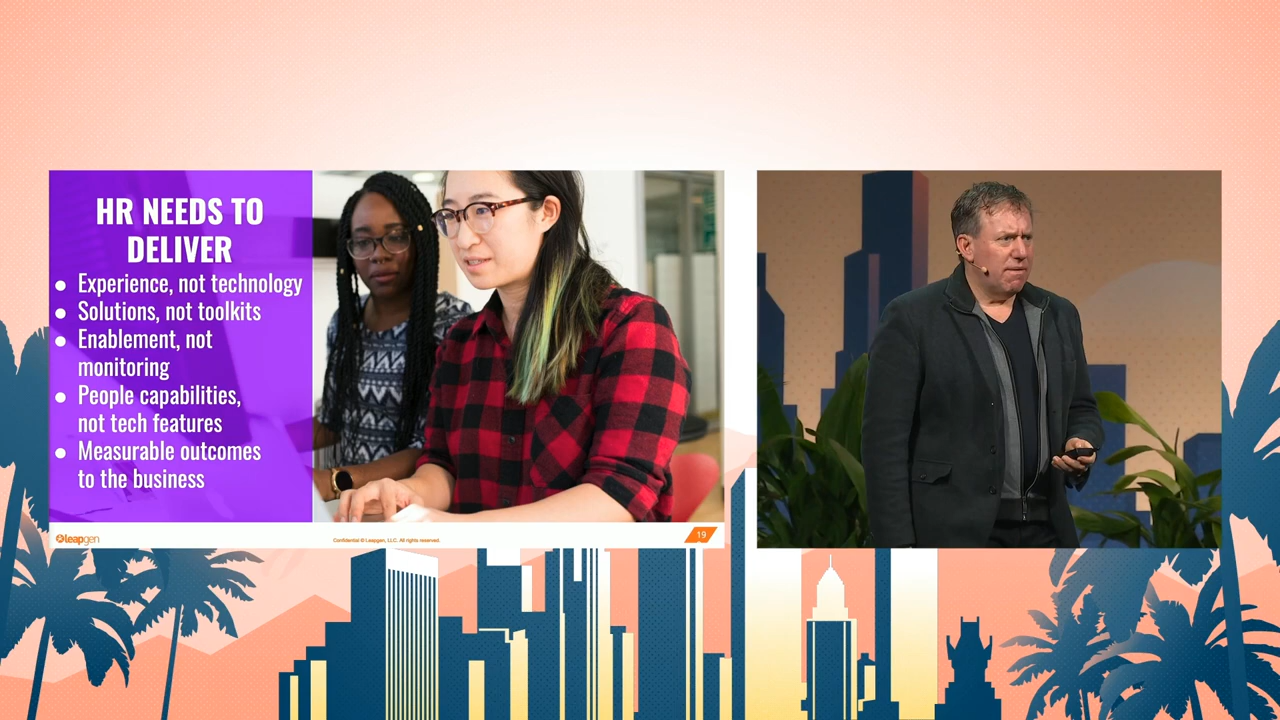 HR NEEDS TO
DELIVER
● Experience, not technology
● Solutions, not toolkits
● Enablement, not
monitoring
● People capabilities,
not tech features
● Measurable outcomes
to the business
leapgen
Confidential © Leapgen, LLC. All rights reserved.
19